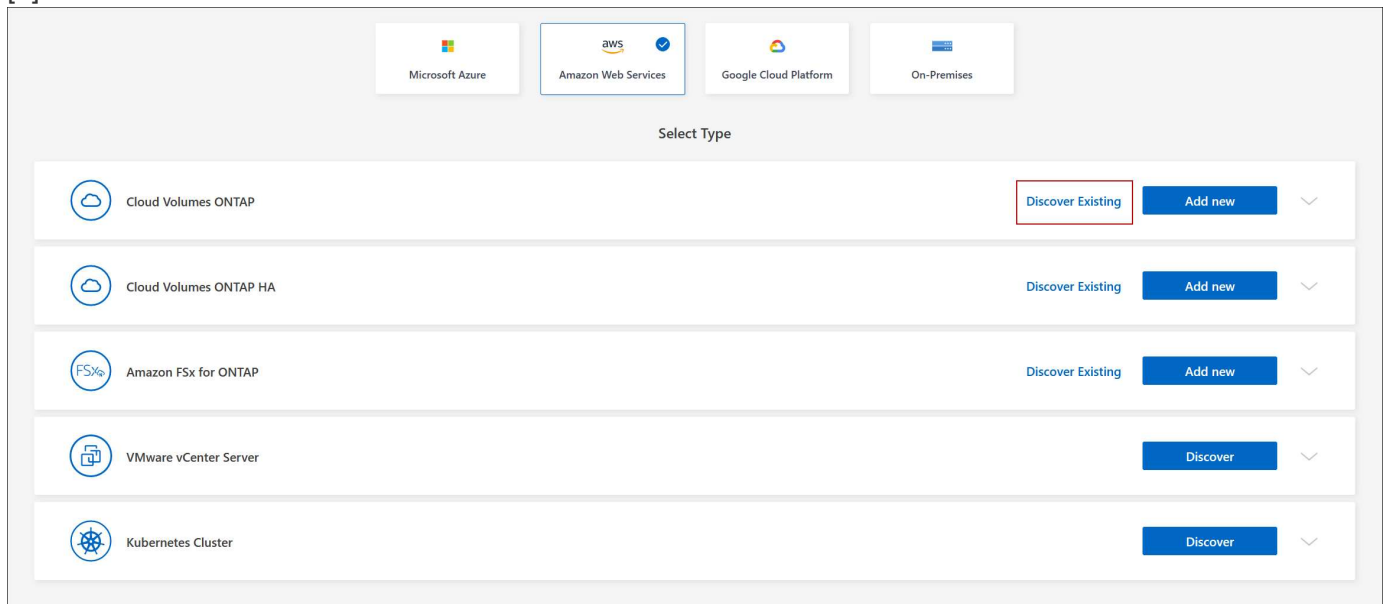 aws
Microsoft Azure Amazon Web Services Google Cloud Platform On-Premises
Select Type
Cloud Volumes ONTAP Discover Existing Add new
Cloud Volumes ONTAP HA Discover Existing Add new
FSx Amazon FSx for ONTAP Discover Existing Add new
VMware vCenter Server Discover
Kubernetes Cluster Discover